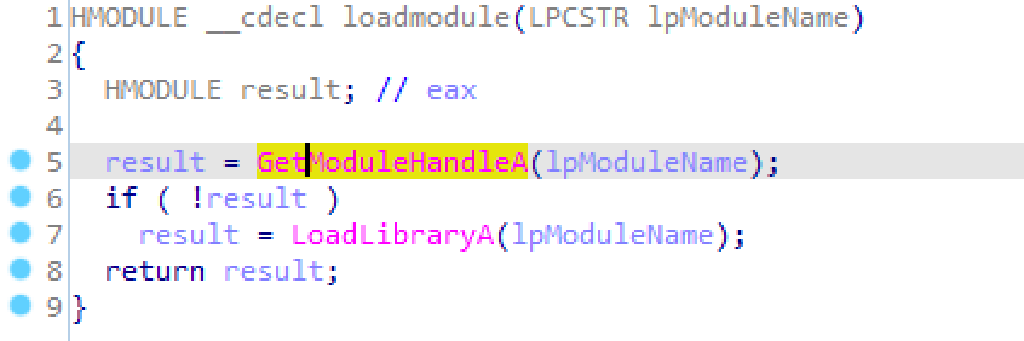 1 HMODULE __cdecl loadmodule(LPCSTR lpModuleName)
2 {
3   HMODULE result; // eax
4
5   result = GetModuleHandleA(lpModuleName);
6   if ( !result )
7     result = LoadLibraryA(lpModuleName);
8   return result;
9 }